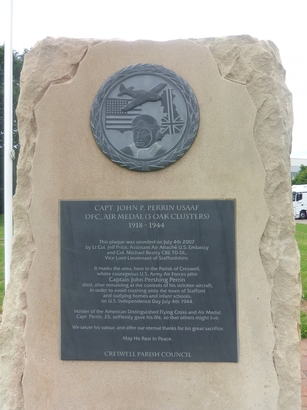 CAPT. JOHN P. PERRIN USAAF
DFC, AIR MEDAL (3 OAK CLUSTERS)
1918 - 1944
This plaque was unveiled on July 4th 2007
by Lt Col. Jeff Price, Assistant Air Attaché U.S. Embassy
and Col. Michael Beatty CBE TD DL,
Vice Lord Lieutenant of Staffordshire.
It marks the area, here in the Parish of Creswell,
where courageous U.S. Army Air Forces pilot
Captain John Pershing Perrin
died, after remaining at the controls of his stricken aircraft,
in order to avoid crashing onto the town of Stafford
and outlying homes and infant schools,
on U.S. Independence Day July 4th 1944.
Holder of the American Distinguished Flying Cross and Air Medal,
Capt. Perrin, 25, selflessly gave his life, so that others might live.
We salute his valour, and offer our eternal thanks for his great sacrifice.
May He Rest in Peace.
CRESWELL PARISH COUNCIL